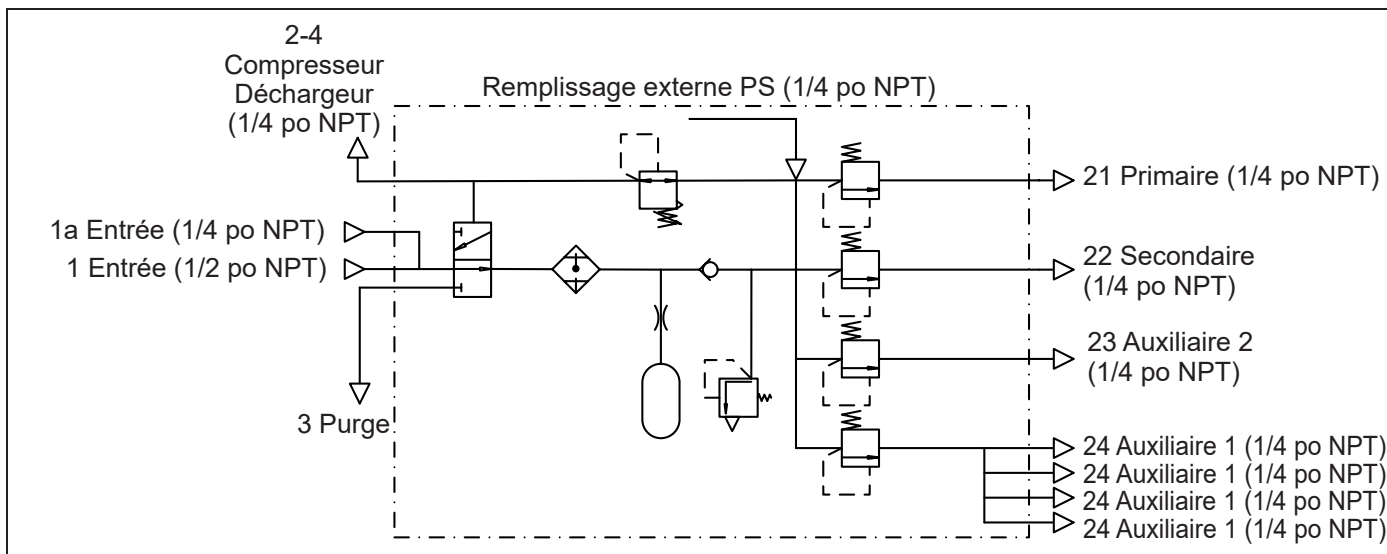 2-4
Compresseur
Déchargeur
(1/4 po NPT)
Remplissage externe PS (1/4 po NPT)
21 Primaire (1/4 po NPT)
1a Entrée (1/4 po NPT)
1 Entrée (1/2 po NPT)
22 Secondaire
(1/4 po NPT)
23 Auxiliaire 2
(1/4 po NPT)
3 Purge
24 Auxiliaire 1 (1/4 po NPT)
24 Auxiliaire 1 (1/4 po NPT)
24 Auxiliaire 1 (1/4 po NPT)
24 Auxiliaire 1 (1/4 po NPT)